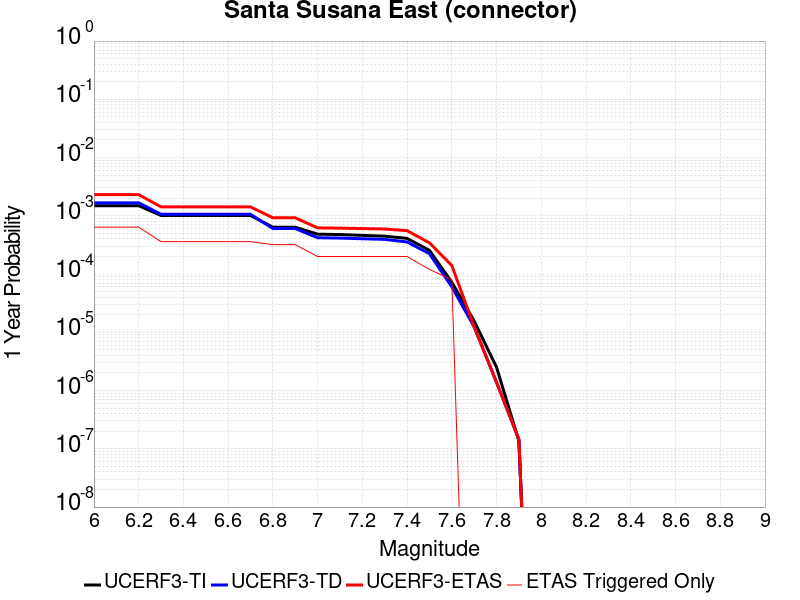 Santa Susana East (connector)
1 Year Probability
10^0
10^-1
10^-2
10^-3
10^-4
10^-5
10^-6
10^-7
10^-8
6 6.2 6.4 6.6 6.8 7 7.2 7.4 7.6 7.8 8 8.2 8.4 8.6 8.8 9
Magnitude
UCERF3-TI UCERF3-TD UCERF3-ETAS ETAS Triggered Only